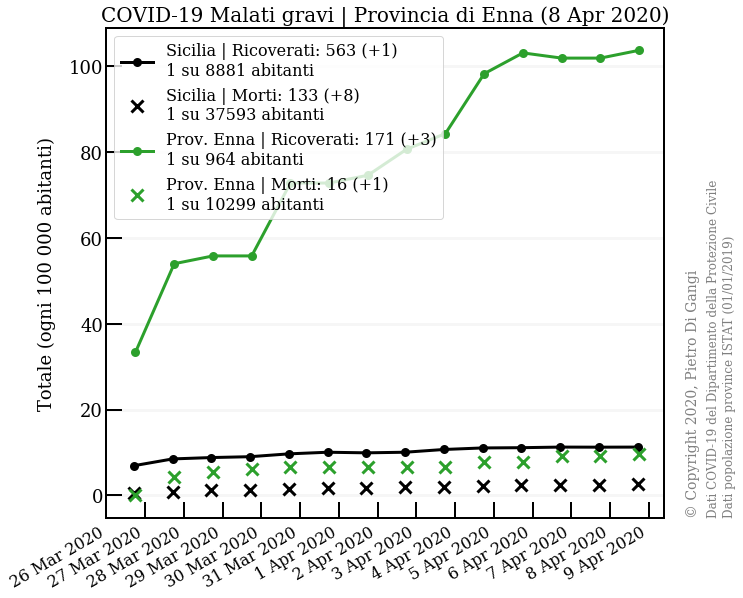 COVID-19 Malati gravi | Provincia di Enna (8 Apr 2020)
Sicilia | Ricoverati: 563 (+1)
1 su 8881 abitanti
Sicilia | Morti: 133 (+8)
1 su 37593 abitanti
Prov. Enna | Ricoverati: 171 (+3)
1 su 964 abitanti
Prov. Enna | Morti: 16 (+1)
1 su 10299 abitanti
Totale (ogni 100 000 abitanti)
100
80
60
40
20
0
26 Mar 2020
27 Mar 2020
28 Mar 2020
29 Mar 2020
30 Mar 2020
31 Mar 2020
1 Apr 2020
2 Apr 2020
3 Apr 2020
4 Apr 2020
5 Apr 2020
6 Apr 2020
7 Apr 2020
8 Apr 2020
9 Apr 2020
© Copyright 2020, Pietro Di Gangi
Dati COVID-19 del Dipartimento della Protezione Civile
Dati popolazione province ISTAT (01/01/2019)